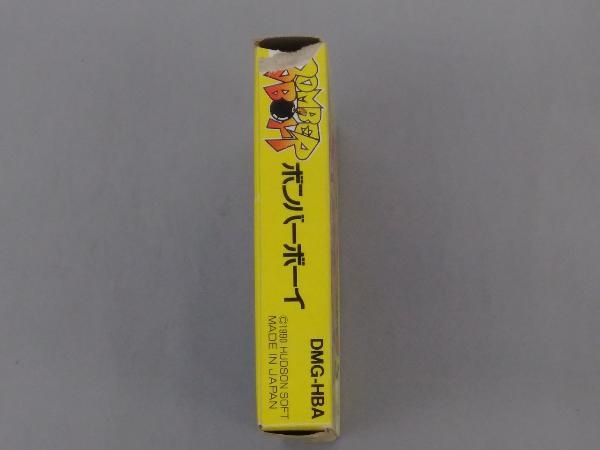 BOMBER
BOY
ボンバーボーイ
DMG-HBA
©1990 HUDSON SOFT
MADE IN JAPAN